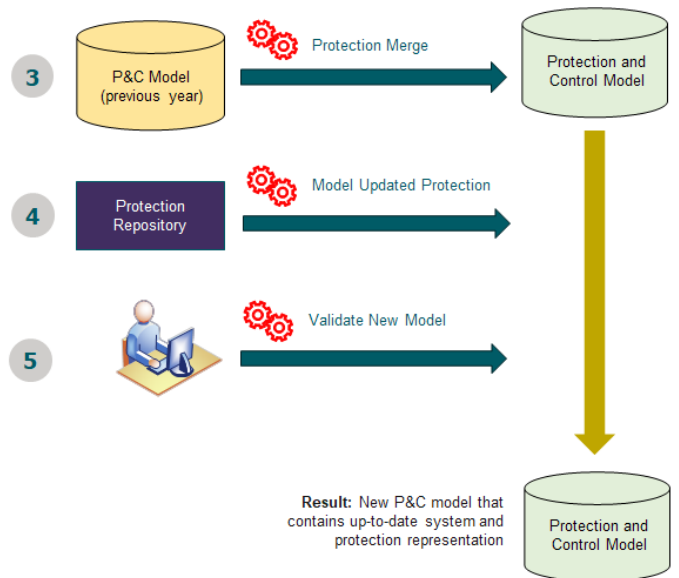 3
P&C Model
(previous year)
Protection Merge
Protection and
Control Model
4
Protection
Repository
Model Updated Protection
5
Validate New Model
Result: New P&C model that
contains up-to-date system and
protection representation
Protection and
Control Model